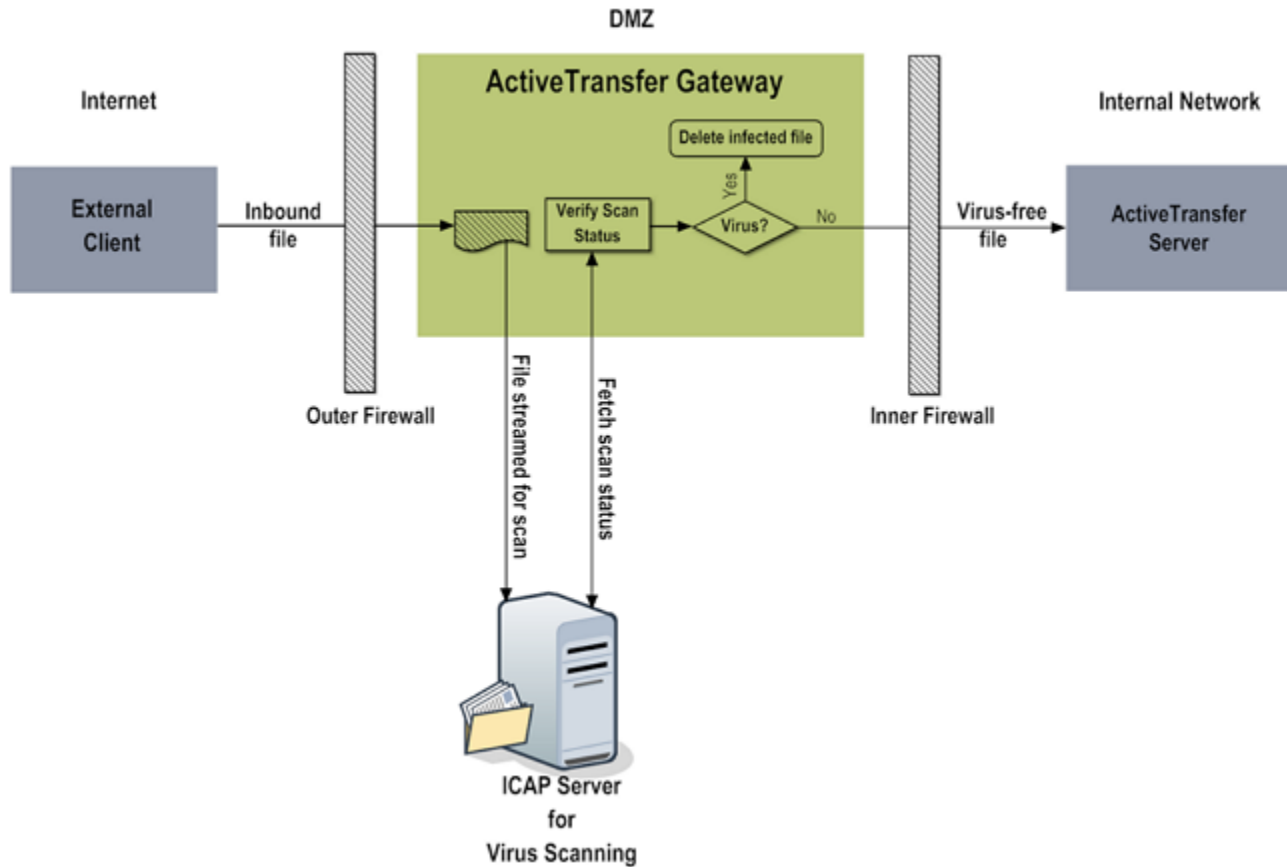 DMZ
ActiveTransfer Gateway
Internet
Internal Network
Delete infected file
Yes
External
Client
Inbound
file
Verify Scan
Status
Virus?
No
Virus-free
file
ActiveTransfer
Server
Outer Firewall
Inner Firewall
File streamed for scan
Fetch scan status
ICAP Server
for
Virus Scanning